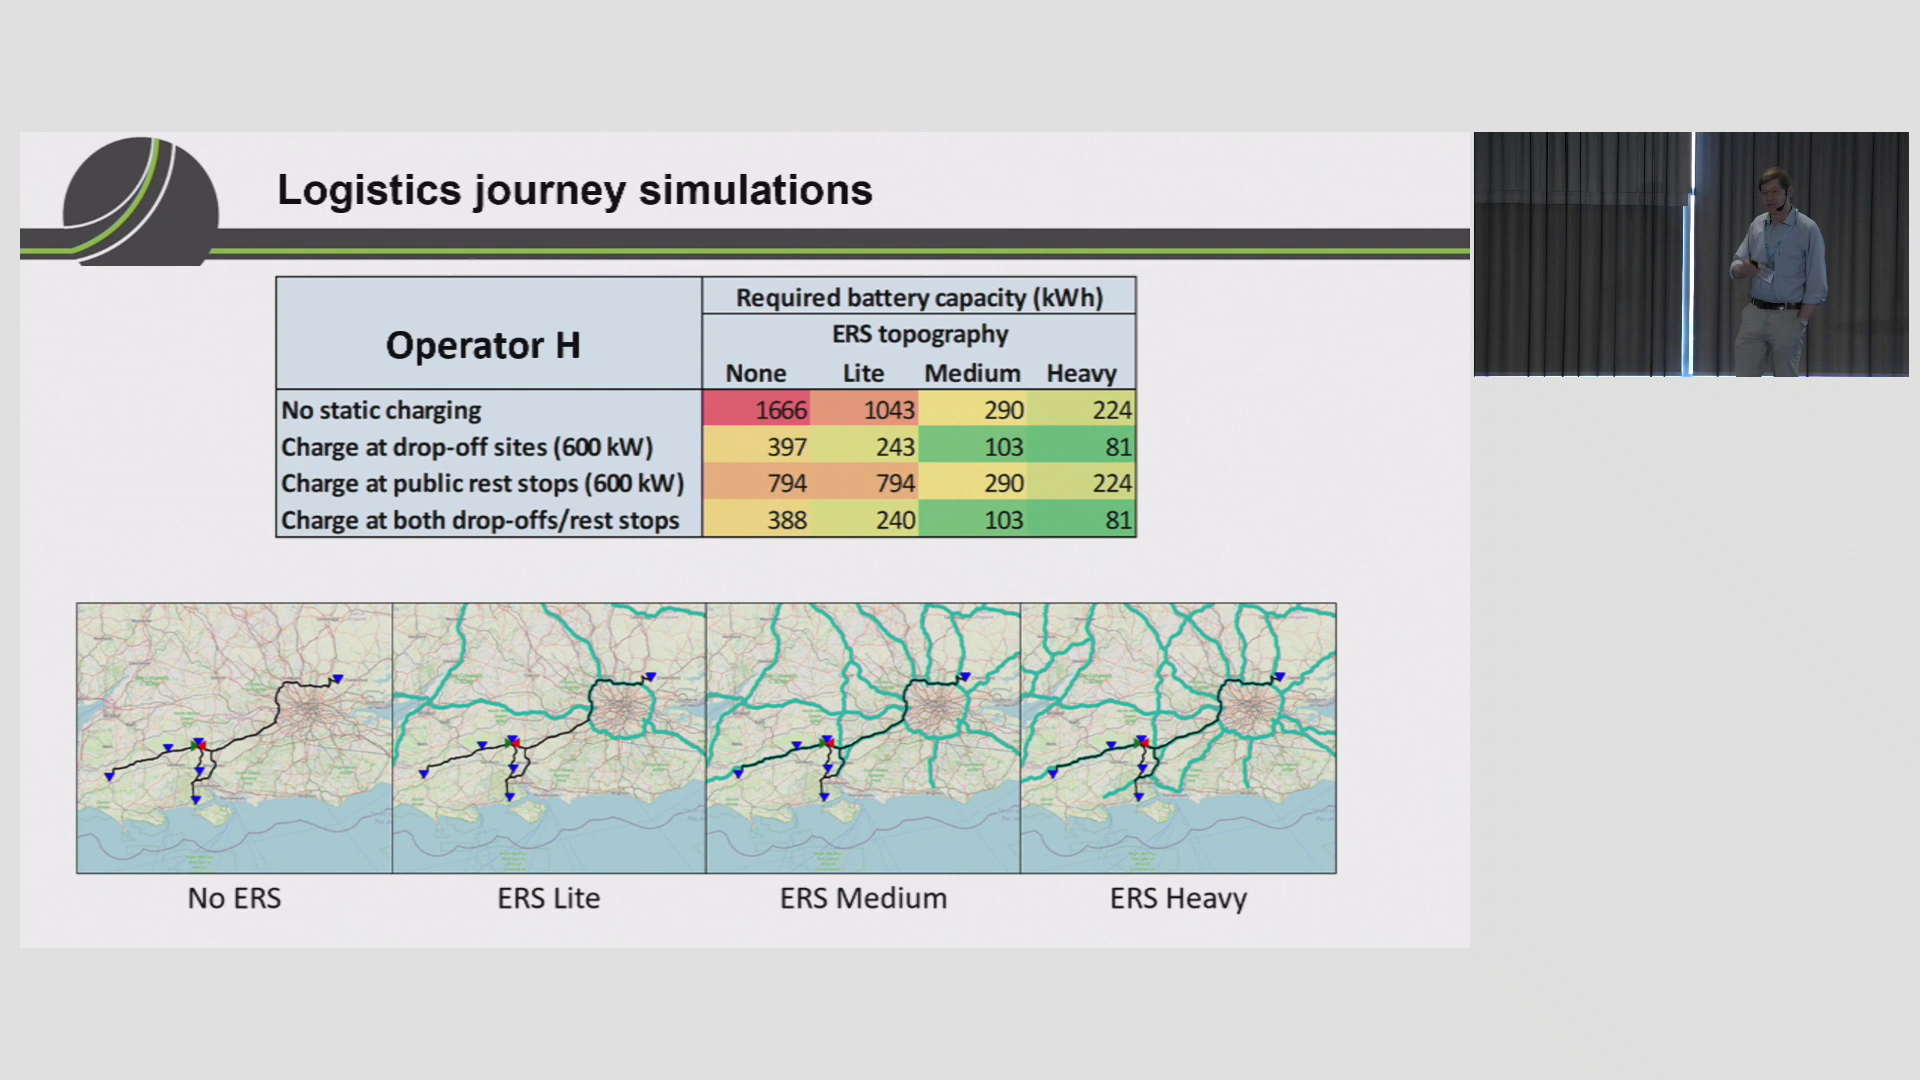 Logistics journey simulations
Operator H
Required battery capacity (kWh)
ERS topography
None Lite Medium Heavy
No static charging 1666 1043 290 224
Charge at drop-off sites (600 kW) 397 243 103 81
Charge at public rest stops (600 kW) 794 794 290 224
Charge at both drop-offs/rest stops 388 240 103 81
No ERS
ERS Lite
ERS Medium
ERS Heavy